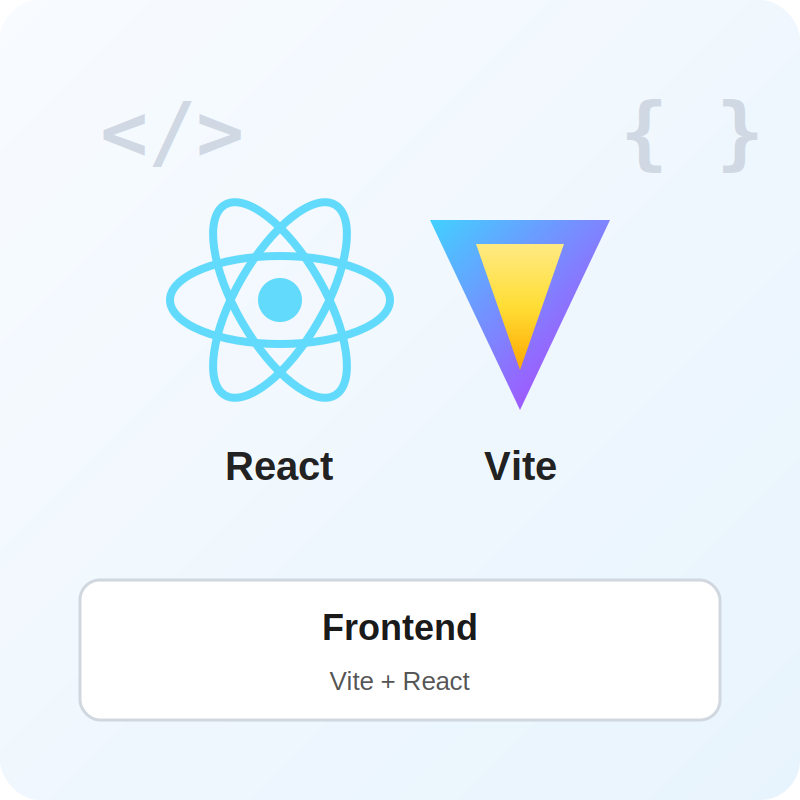 </> { }
React Vite
Frontend
Vite + React